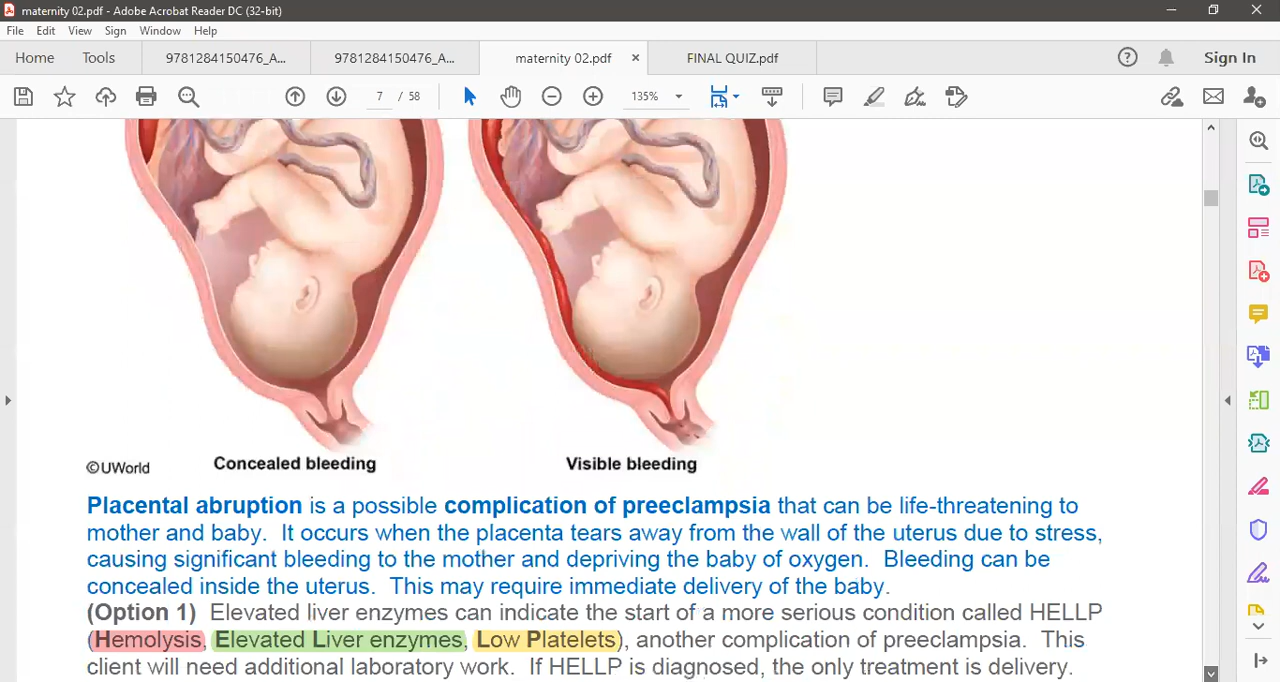 maternity 02.pdf - Adobe Acrobat Reader DC (32-bit)
File Edit View Sign Window Help
Home Tools 9781284150476_A... 9781284150476_A... maternity 02.pdf × FINAL QUIZ.pdf Sign In
7 / 58 135%
©UWorld Concealed bleeding Visible bleeding
Placental abruption is a possible complication of preeclampsia that can be life-threatening to
mother and baby. It occurs when the placenta tears away from the wall of the uterus due to stress,
causing significant bleeding to the mother and depriving the baby of oxygen. Bleeding can be
concealed inside the uterus. This may require immediate delivery of the baby.
(Option 1) Elevated liver enzymes can indicate the start of a more serious condition called HELLP
(Hemolysis, Elevated Liver enzymes, Low Platelets), another complication of preeclampsia. This
client will need additional laboratory work. If HELLP is diagnosed, the only treatment is delivery.